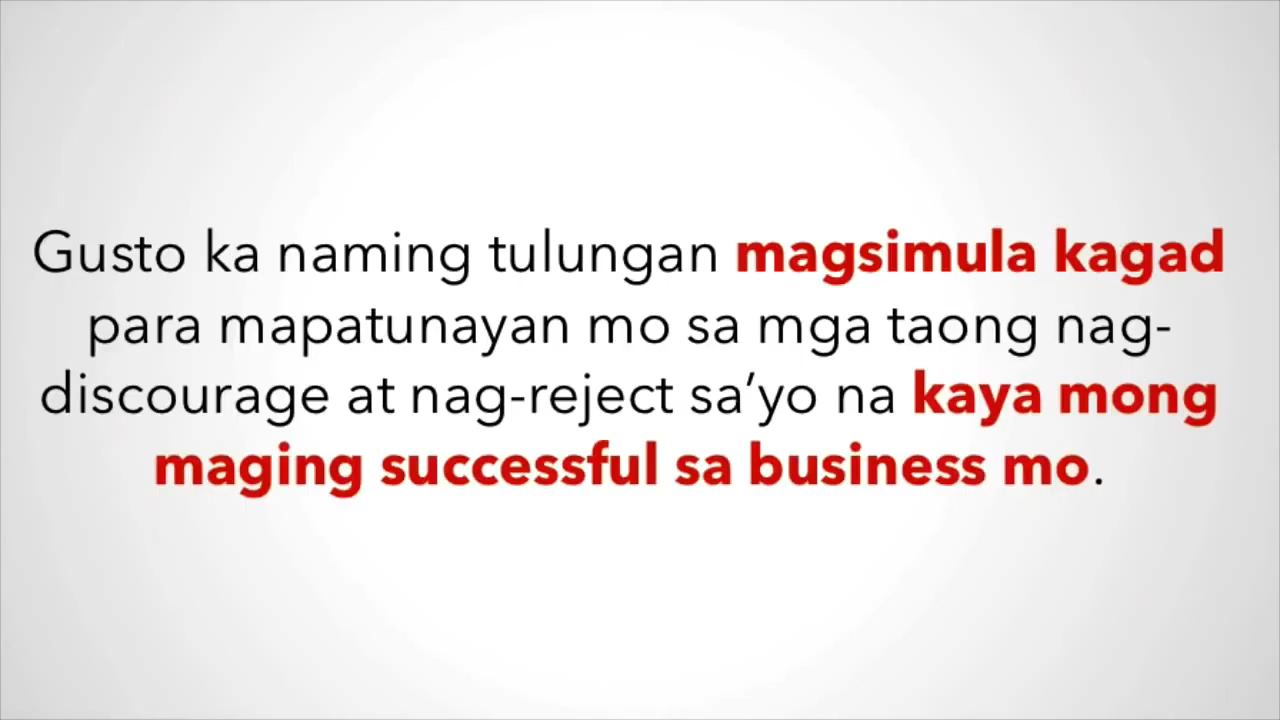 Gusto ka naming tulungan magsimula kagad
para mapatunayan mo sa mga taong nag-
discourage at nag-reject sa’yo na kaya mong
maging successful sa business mo.